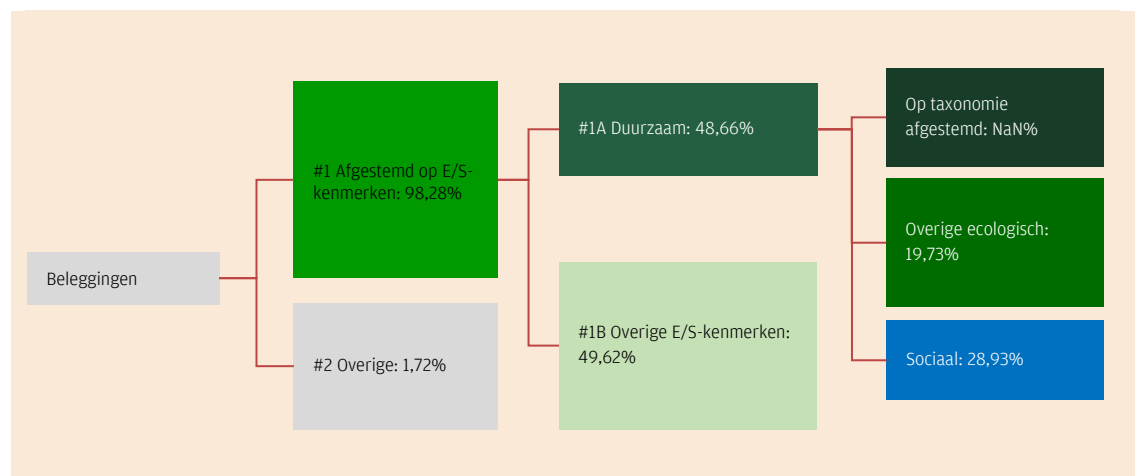 Beleggingen
#1 Afgestemd op E/S-
kenmerken: 98,28%
#2 Overige: 1,72%
#1A Duurzaam: 48,66%
#1B Overige E/S-kenmerken:
49,62%
Op taxonomie
afgestemd: NaN%
Overige ecologisch:
19,73%
Sociaal: 28,93%